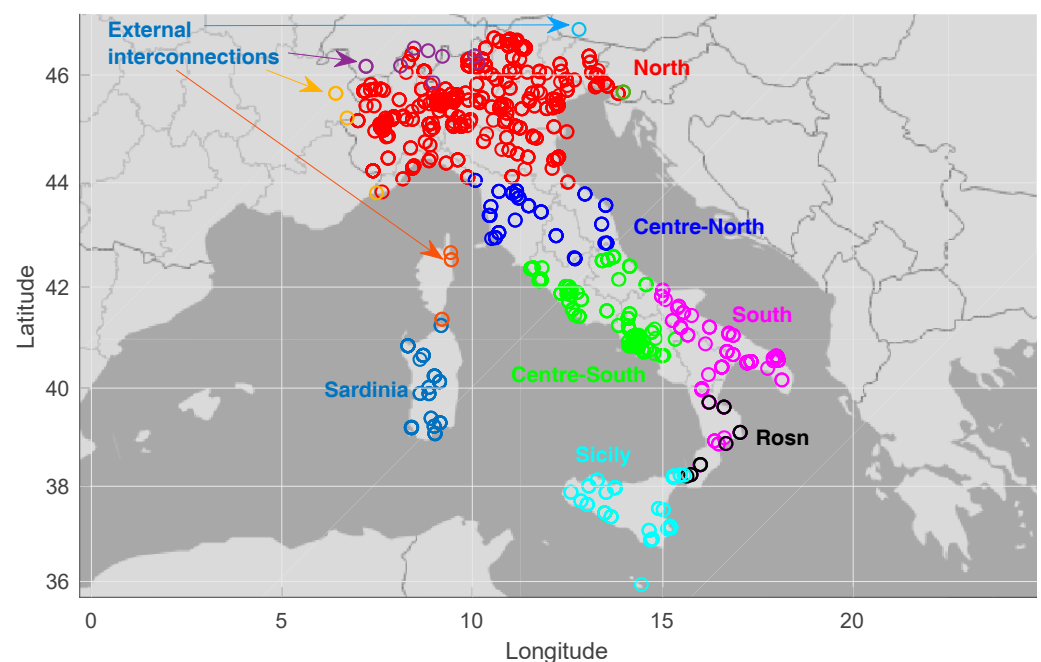 External
interconnections
North
46
44
Centre-North
42
South
Centre-South
Sardinia
40
Rosn
Sicily
38
36
Latitude
0
5
10
15
20
Longitude